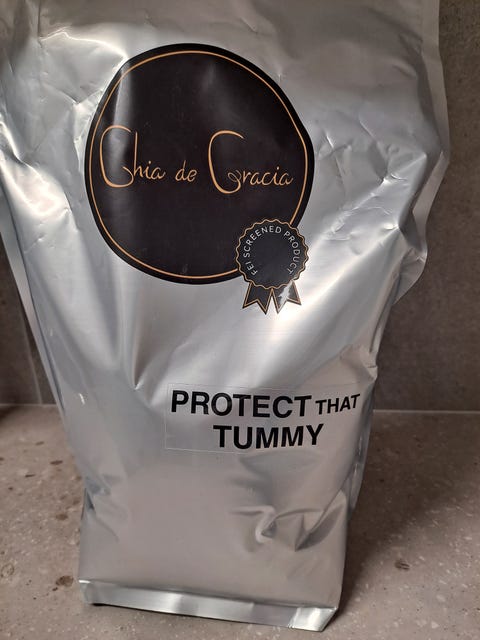 Chia de Gracia
FEI SCREENED PRODUCT
PROTECT THAT
TUMMY